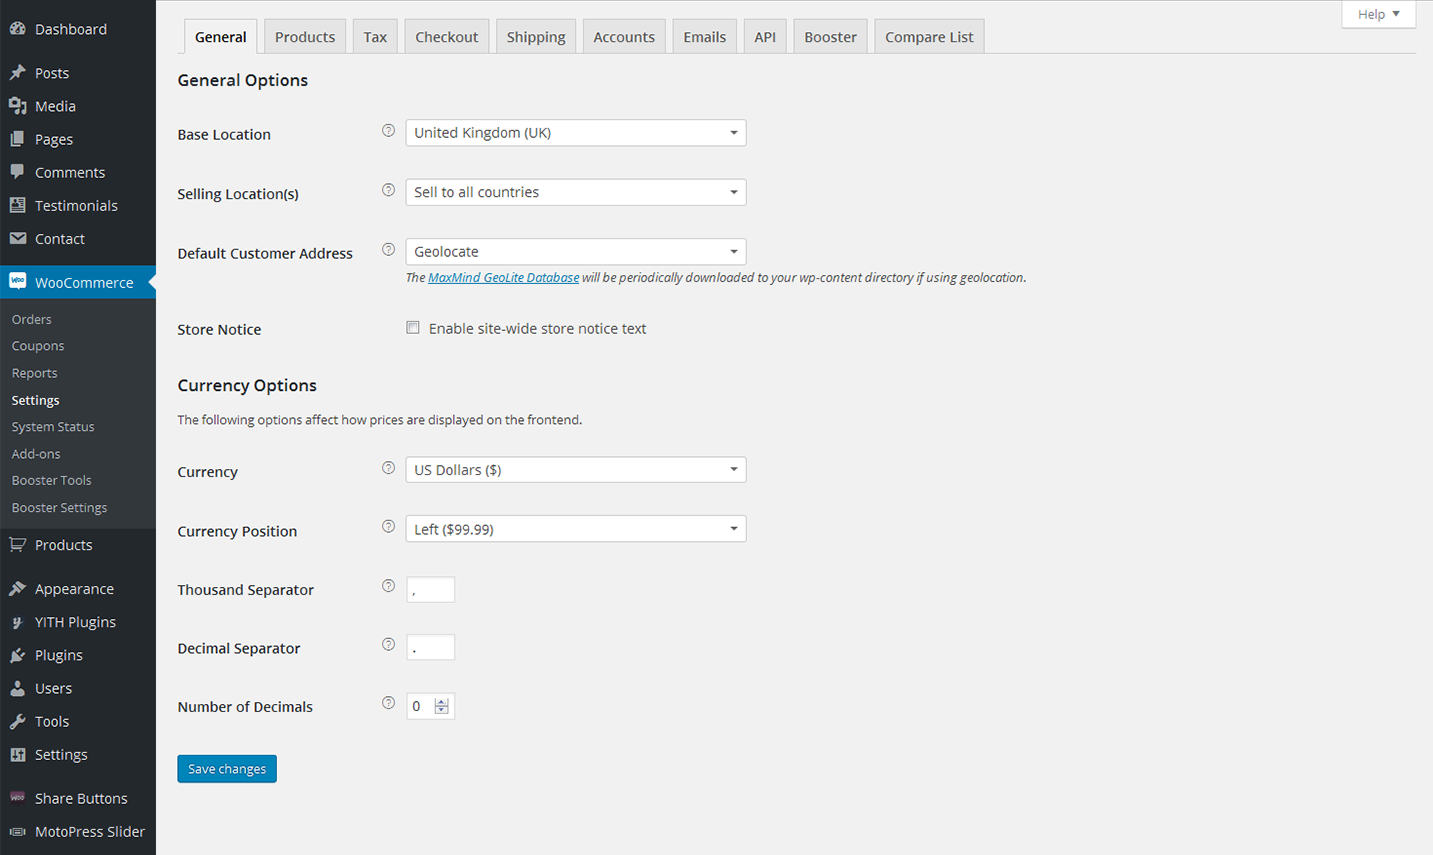 Dashboard
Posts
Media
Pages
Comments
Testimonials
Contact
WooCommerce
Orders
Coupons
Reports
Settings
System Status
Add-ons
Booster Tools
Booster Settings
Products
Appearance
YITH Plugins
Plugins
Users
Tools
Settings
Share Buttons
MotoPress Slider
Help
General Products Tax Checkout Shipping Accounts Emails API Booster Compare List
General Options
Base Location United Kingdom (UK)
Selling Location(s) Sell to all countries
Default Customer Address Geolocate
The MaxMind GeoLite Database will be periodically downloaded to your wp-content directory if using geolocation.
Store Notice Enable site-wide store notice text
Currency Options
The following options affect how prices are displayed on the frontend.
Currency US Dollars ($)
Currency Position Left ($99.99)
Thousand Separator ,
Decimal Separator .
Number of Decimals 0
Save changes